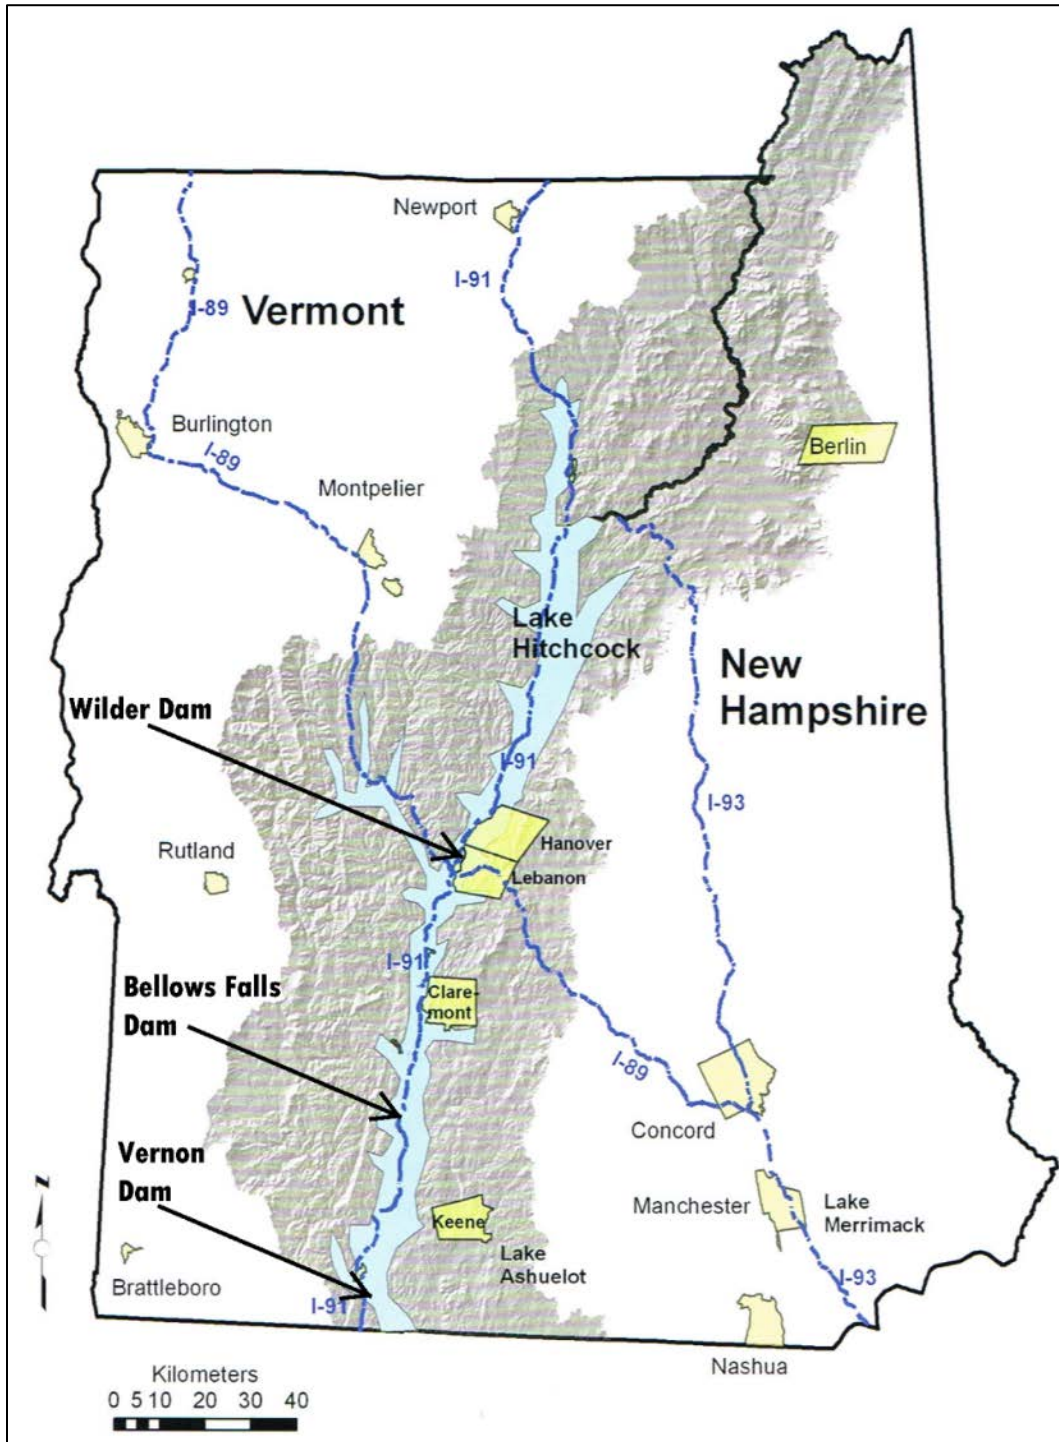 Newport
I-91
I-89
Vermont
Burlington
I-89
Montpelier
Berlin
Lake
Hitchcock
New
Hampshire
Wilder Dam
I-91
I-93
Hanover
Rutland
Lebanon
I-91
Bellows Falls
Dam
Clare-
mont
I-89
Concord
Vernon
Dam
Manchester
Lake
Merrimack
Keene
Lake
Ashuelot
N
Brattleboro
I-91
I-93
Nashua
Kilometers
0 5 10 20 30 40